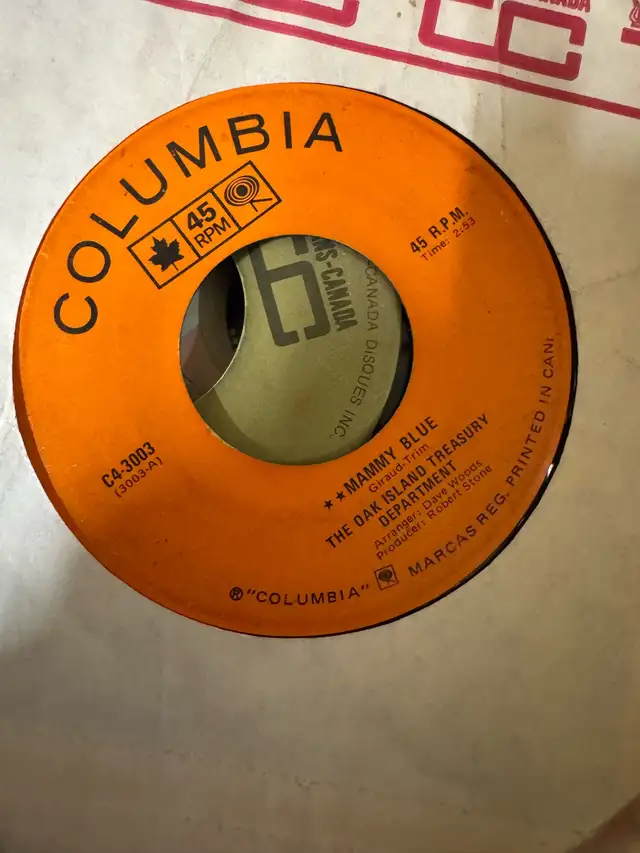 COLUMBIA
45
RPM
45 R.P.M.
Time: 2:53
C4-3003
(3003-A)
★★MAMMY BLUE
Giraud-Trim
THE OAK ISLAND TREASURY
DEPARTMENT
Arranger: Dave Woods
Producer: Robert Stone
®"COLUMBIA" MARCAS REG. PRINTED IN CAN.
NS-CANADA
CANADA DISQUES INC.